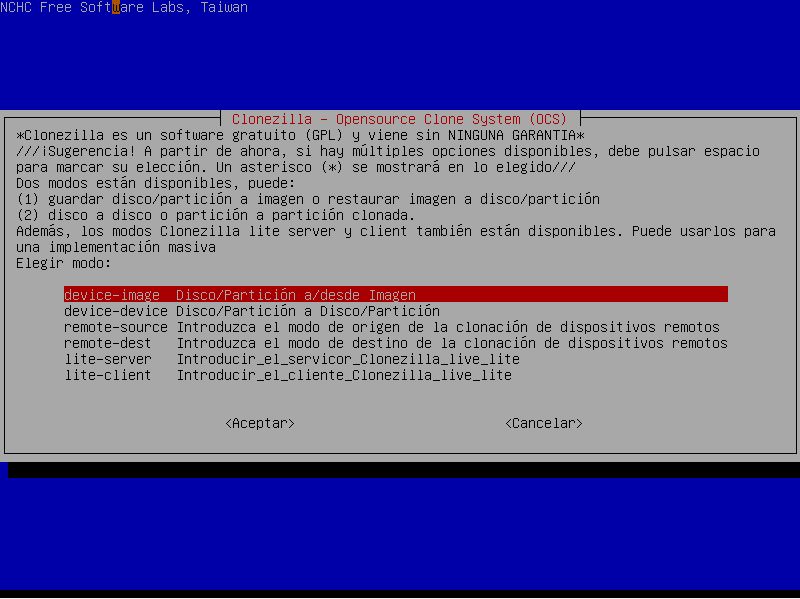 NCHC Free Software Labs, Taiwan
Clonezilla - Opensource Clone System (OCS)
*Clonezilla es un software gratuito (GPL) y viene sin NINGUNA GARANTIA*
///¡Sugerencia! A partir de ahora, si hay múltiples opciones disponibles, debe pulsar espacio
para marcar su elección. Un asterisco (*) se mostrará en lo elegido///
Dos modos están disponibles, puede:
(1) guardar disco/partición a imagen o restaurar imagen a disco/partición
(2) disco a disco o partición a partición clonada.
Además, los modos Clonezilla lite server y client también están disponibles. Puede usarlos para
una implementación masiva
Elegir modo:
device-image Disco/Partición a/desde Imagen
device-device Disco/Partición a Disco/Partición
remote-source Introduzca el modo de origen de la clonación de dispositivos remotos
remote-dest Introduzca el modo de destino de la clonación de dispositivos remotos
lite-server Introducir_el_servicor_Clonezilla_live_lite
lite-client Introducir_el_cliente_Clonezilla_live_lite
<Aceptar> <Cancelar>